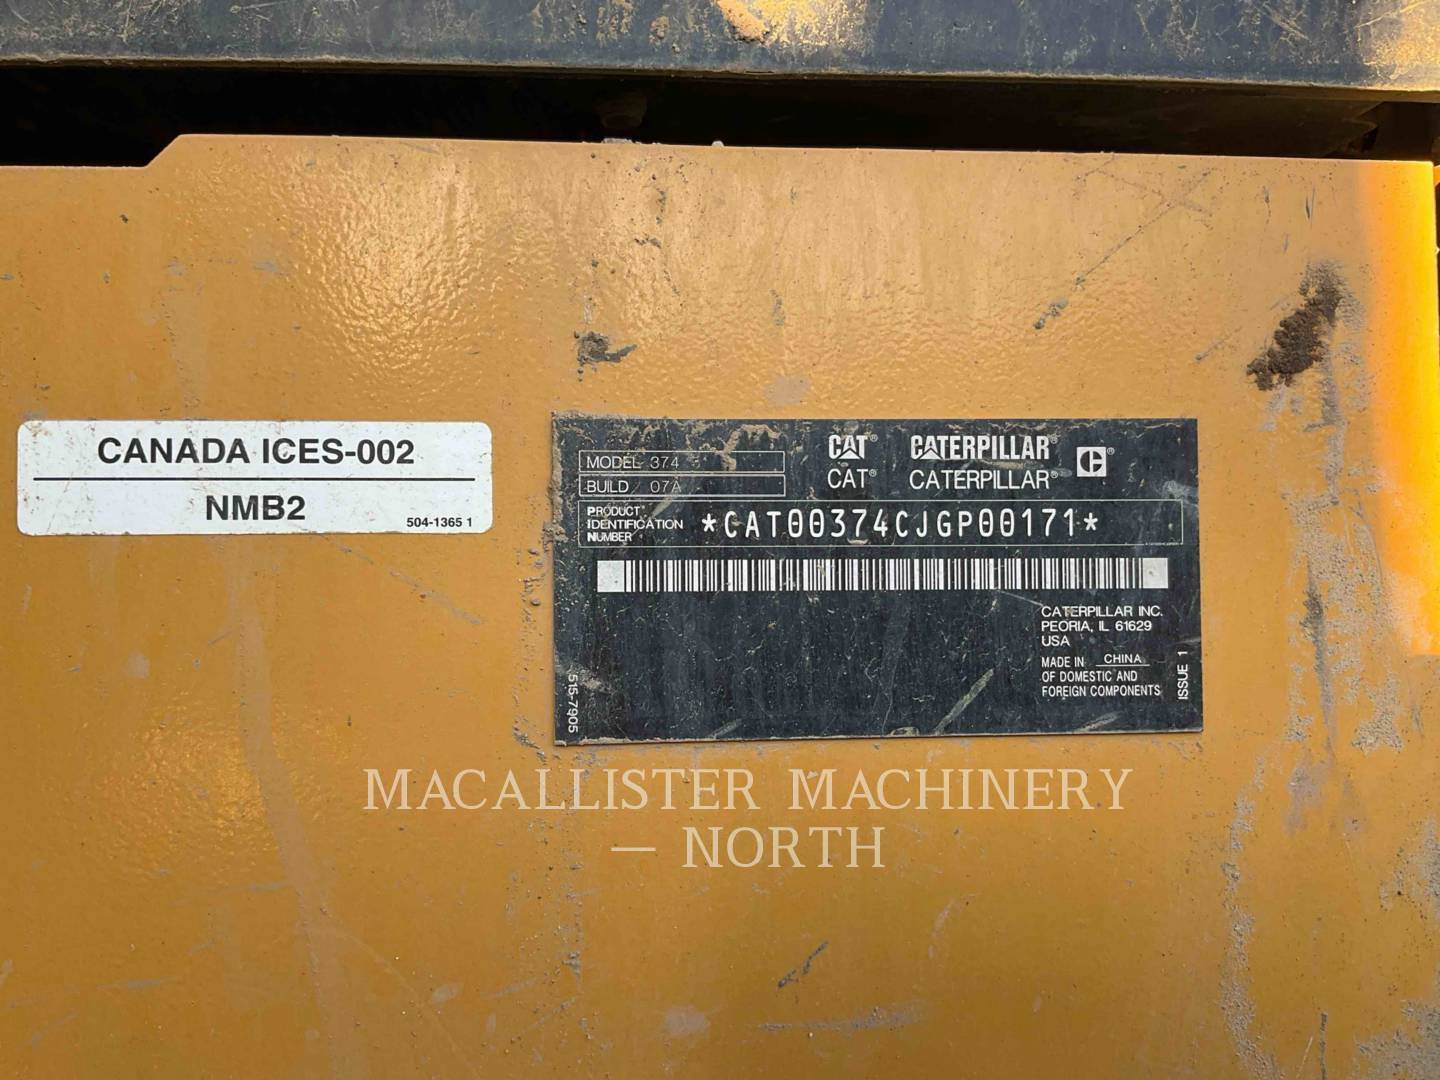 CANADA ICES-002
NMB2
504-1365 1
MODEL 374
BUILD 07A
CAT® CATERPILLAR®
CAT® CATERPILLAR® C®
PRODUCT
IDENTIFICATION
NUMBER
*CAT00374CJGP00171*
CATERPILLAR INC.
PEORIA, IL 61629
USA
MADE IN CHINA
OF DOMESTIC AND
FOREIGN COMPONENTS
ISSUE 1
515-7905
MACALLISTER MACHINERY
— NORTH